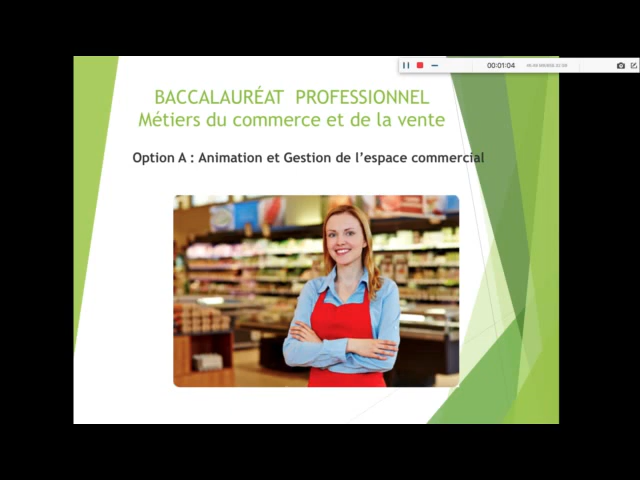 00:01:04
BACCALAURÉAT PROFESSIONNEL
Métiers du commerce et de la vente
Option A : Animation et Gestion de l'espace commercial